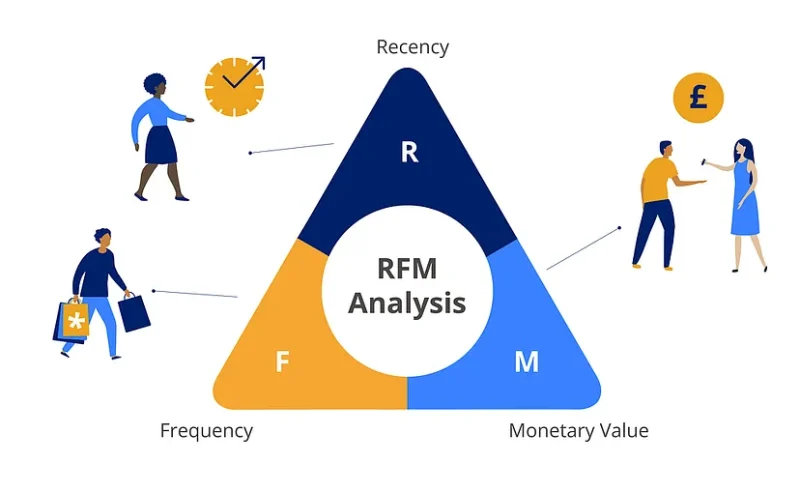 Recency
£
R
RFM
Analysis
*
F
M
Frequency
Monetary Value